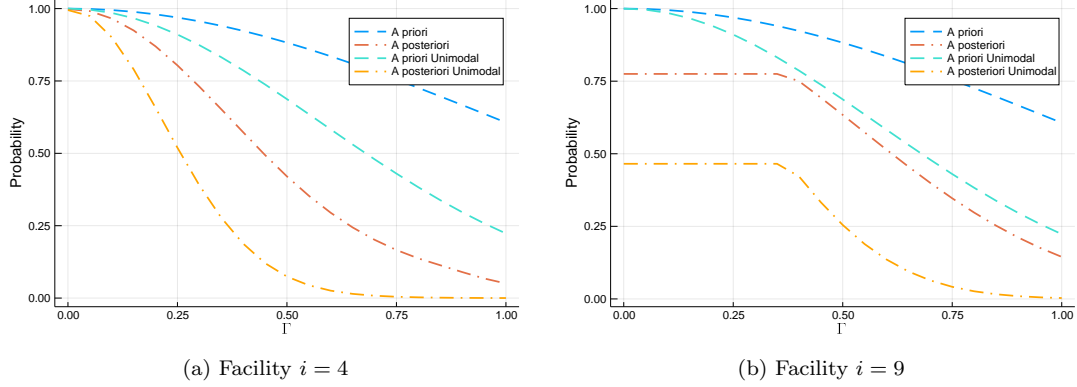 1.00
0.75
0.50
0.25
0.00
Probability
0.00 0.25 0.50 0.75 1.00
Γ
A priori
A posteriori
A priori Unimodal
A posteriori Unimodal
(a) Facility i = 4
1.00
0.75
0.50
0.25
0.00
Probability
0.00 0.25 0.50 0.75 1.00
Γ
A priori
A posteriori
A priori Unimodal
A posteriori Unimodal
(b) Facility i = 9